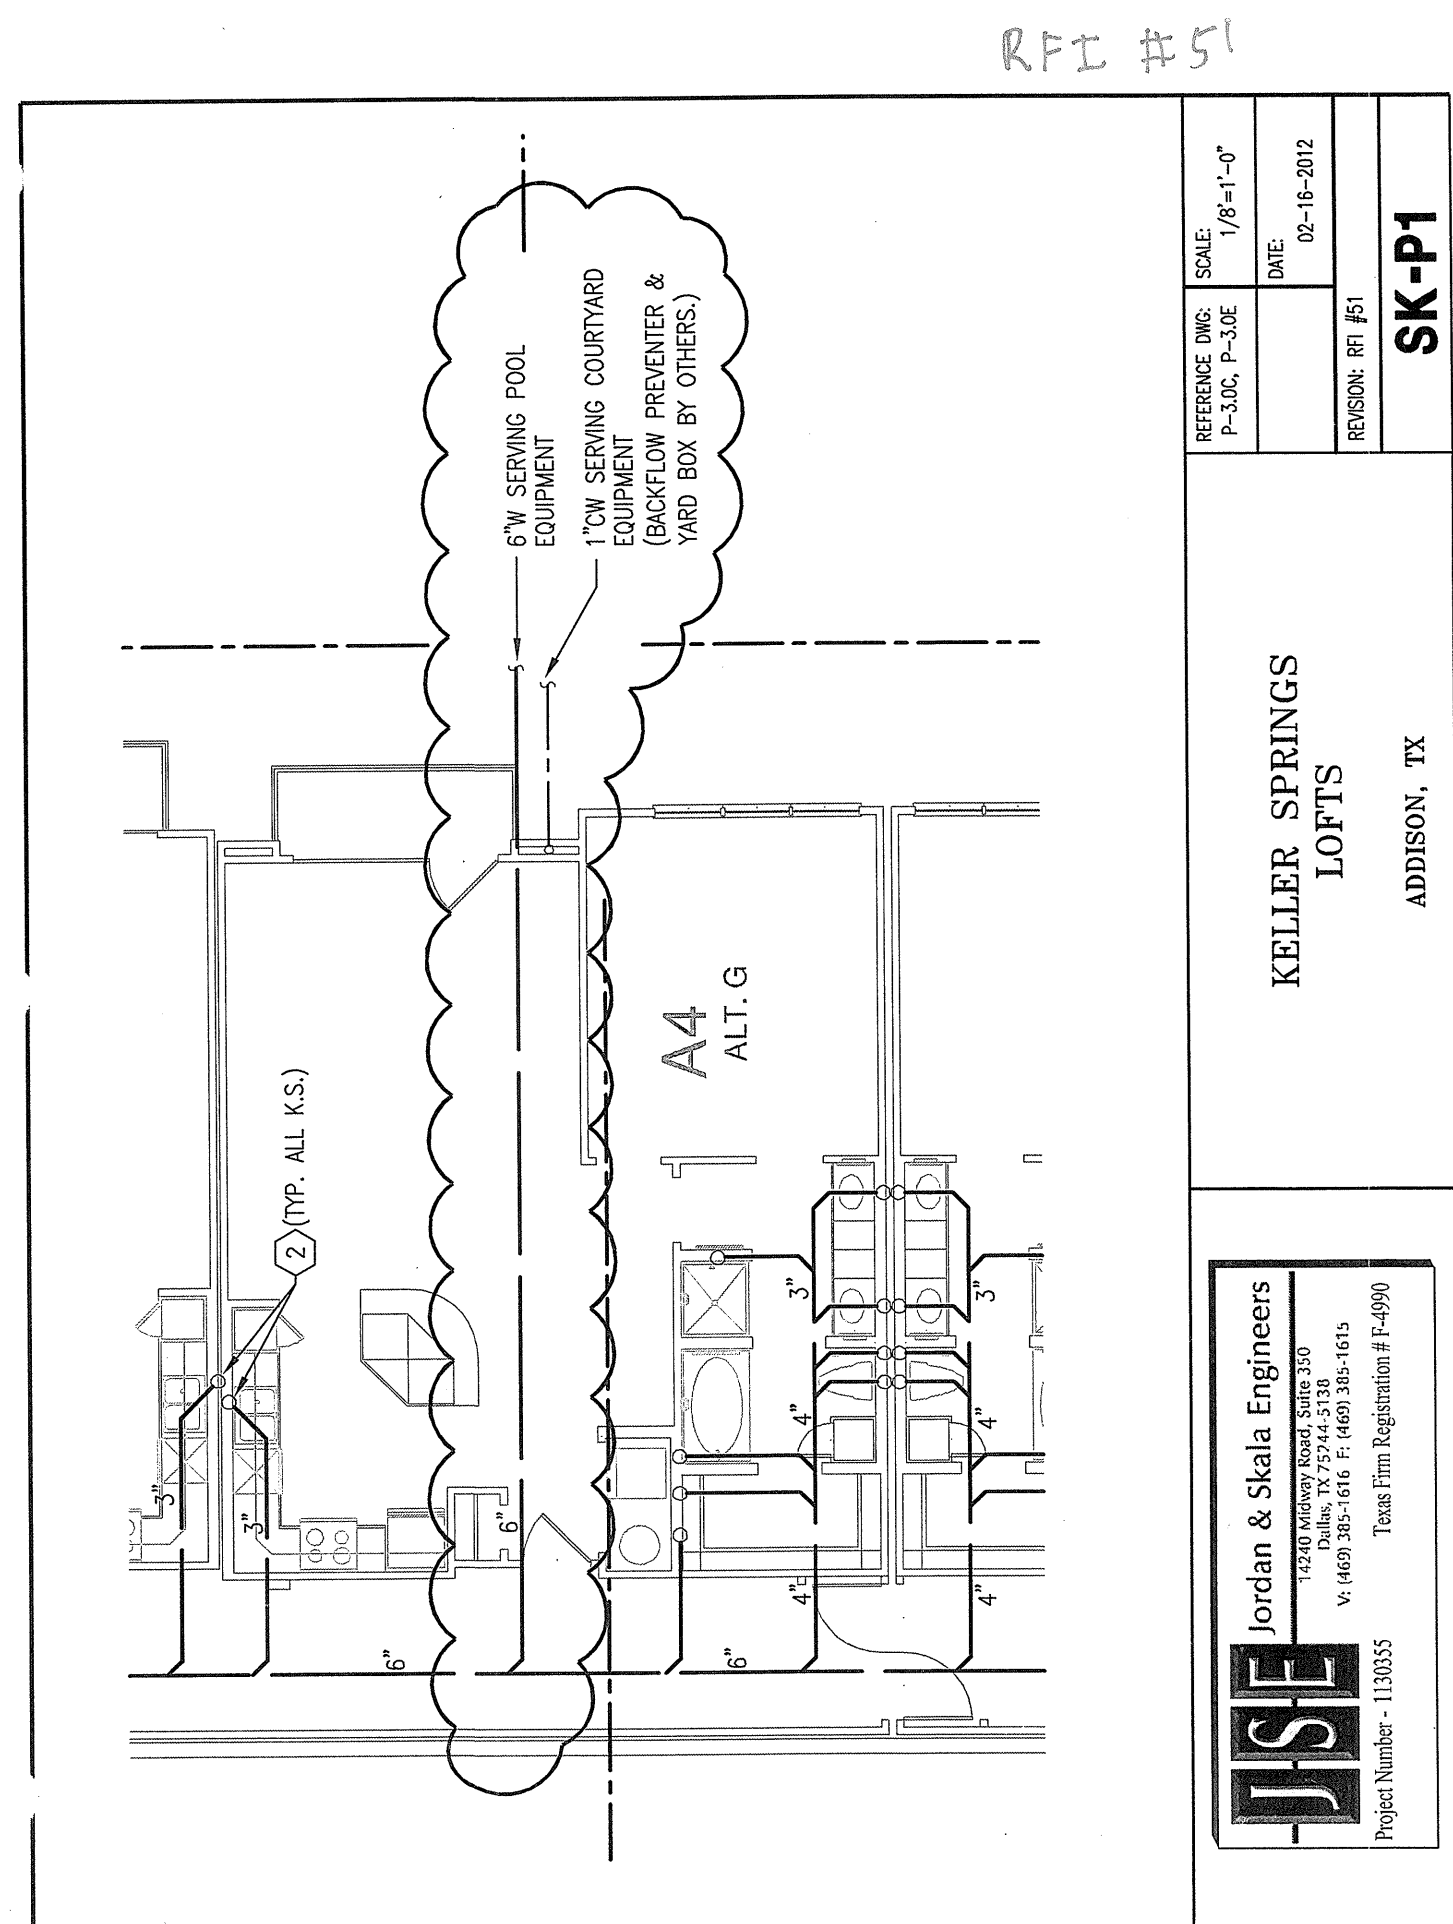 RFI #51
6"W SERVING POOL
EQUIPMENT
1"CW SERVING COURTYARD
EQUIPMENT
(BACKFLOW PREVENTER &
YARD BOX BY OTHERS.)
2
(TYP. ALL K.S.)
A4
ALT. G
3"
3"
6"
6"
6"
3"
3"
4"
4"
4"
4"
REFERENCE DWG:
P-3.0C, P-3.0E
SCALE:
1/8"=1'-0"
DATE:
02-16-2012
REVISION: RFI #51
SK-P1
KELLER SPRINGS
LOFTS
ADDISON, TX
JSE
Jordan & Skala Engineers
14240 Midway Road, Suite 350
Dallas, TX 75244-5138
V: (469) 385-1616 F: (469) 385-1615
Project Number - 1130355
Texas Firm Registration # F-4990